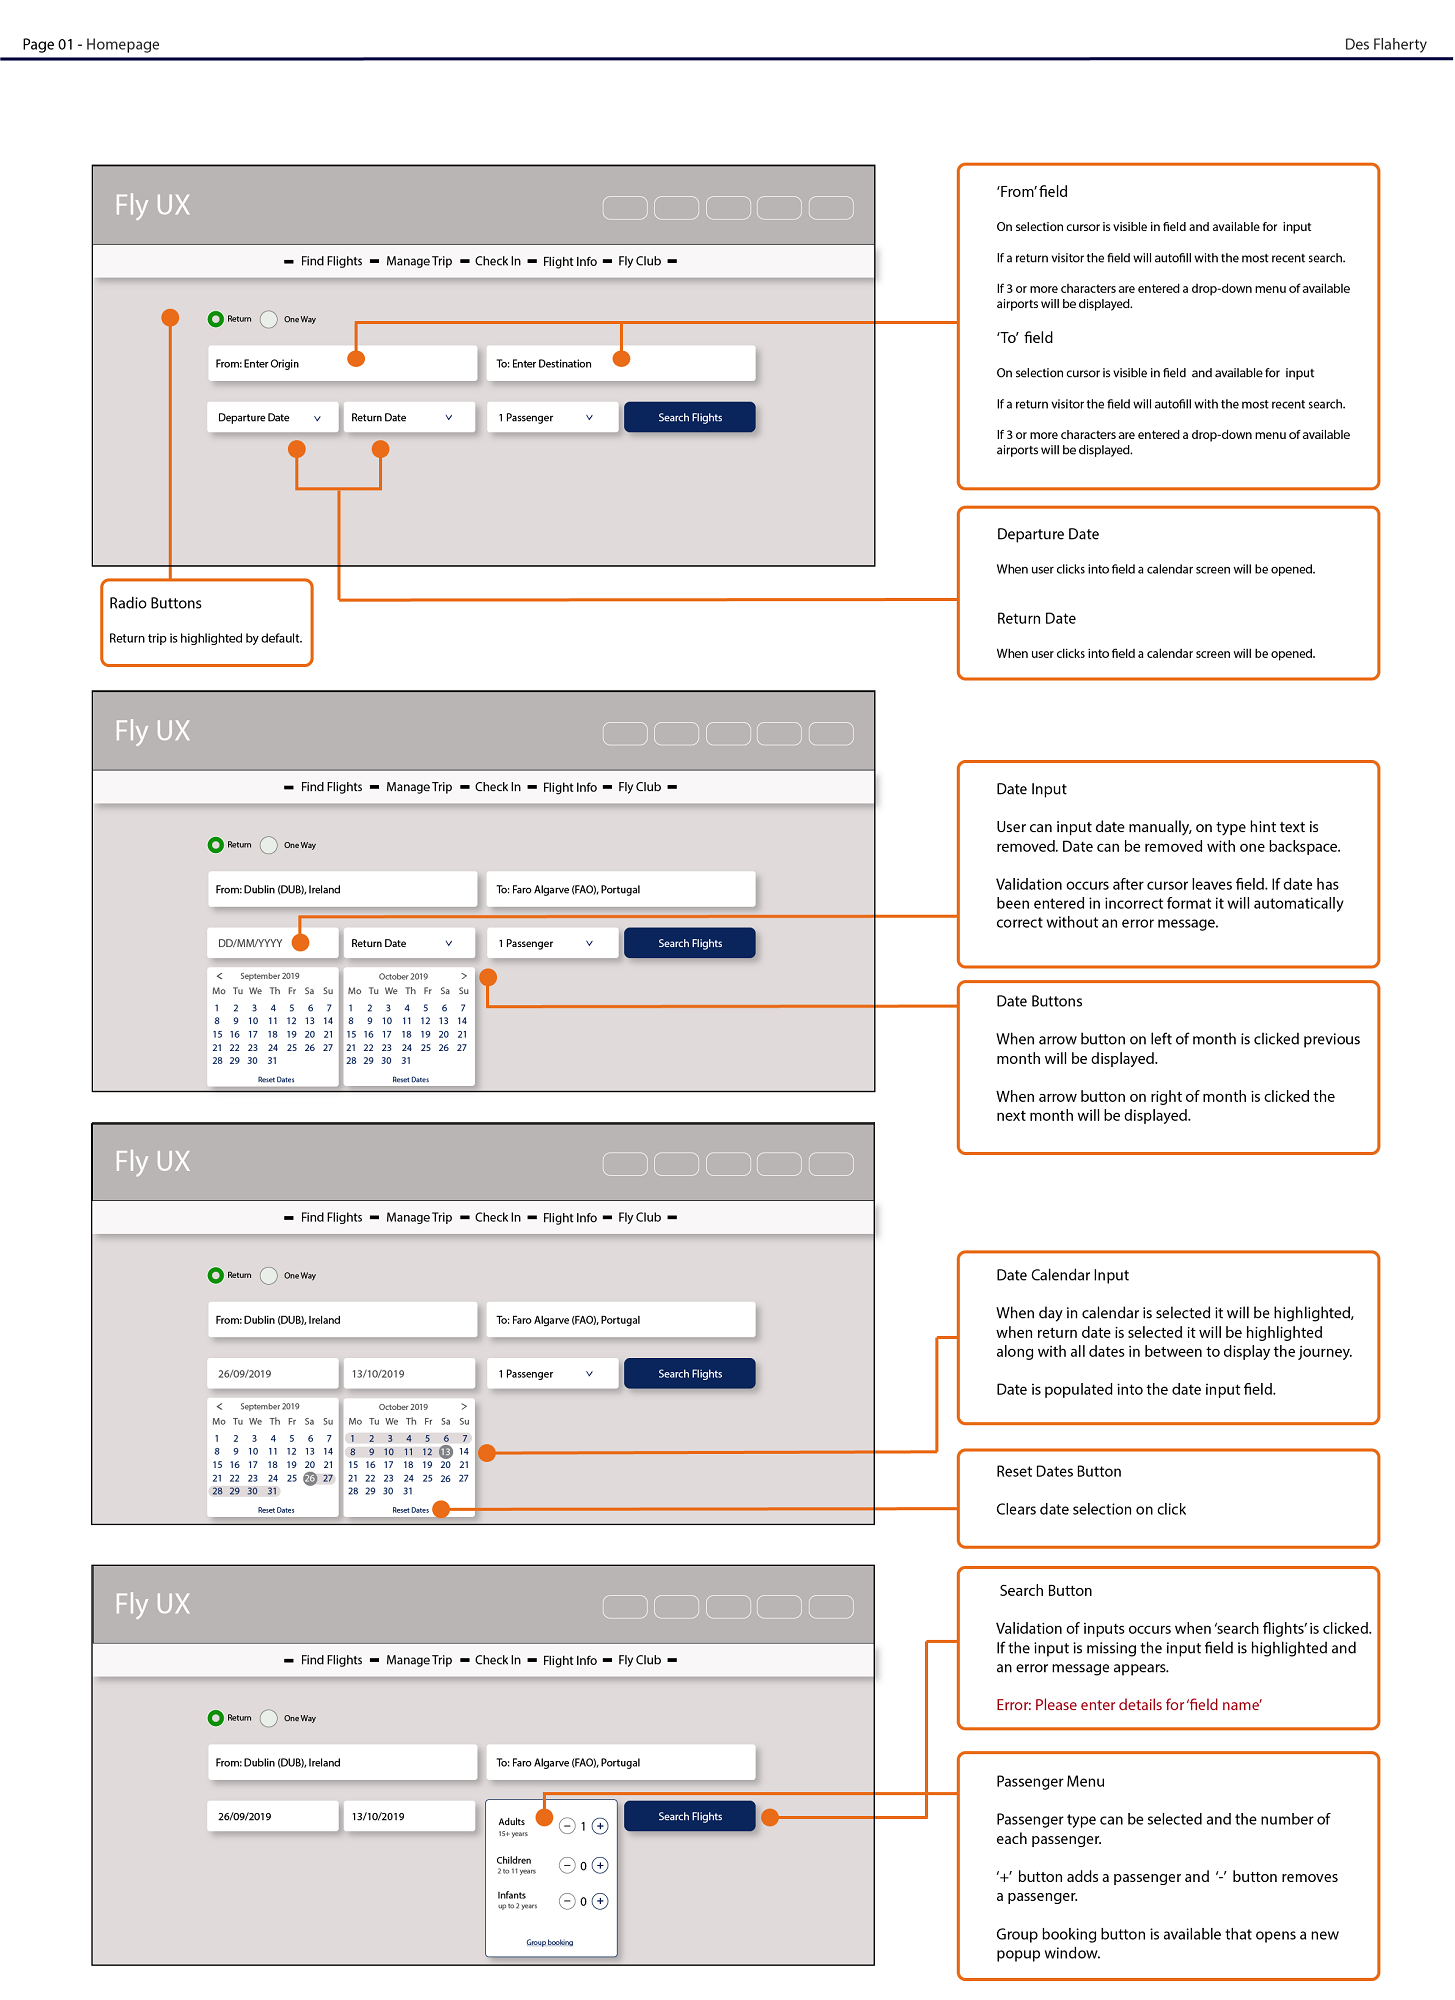 Page 01 - Homepage
Des Flaherty
Fly UX
Find Flights Manage Trip Check In Flight Info Fly Club
Return One Way
From: Enter Origin
To: Enter Destination
Departure Date
Return Date
1 Passenger
Search Flights
'From' field
On selection cursor is visible in field and available for input
If a return visitor the field will autofill with the most recent search.
If 3 or more characters are entered a drop-down menu of available
airports will be displayed.
'To' field
On selection cursor is visible in field and available for input
If a return visitor the field will autofill with the most recent search.
If 3 or more characters are entered a drop-down menu of available
airports will be displayed.
Departure Date
When user clicks into field a calendar screen will be opened.
Return Date
When user clicks into field a calendar screen will be opened.
Radio Buttons
Return trip is highlighted by default.
Fly UX
Find Flights Manage Trip Check In Flight Info Fly Club
Return One Way
From: Dublin (DUB), Ireland
To: Faro Algarve (FAO), Portugal
DD/MM/YYYY
Return Date
1 Passenger
Search Flights
< September 2019
Mo Tu We Th Fr Sa Su
1 2 3 4 5 6 7
8 9 10 11 12 13 14
15 16 17 18 19 20 21
21 22 23 24 25 26 27
28 29 30 31
Reset Dates
October 2019 >
Mo Tu We Th Fr Sa Su
1 2 3 4 5 6 7
8 9 10 11 12 13 14
15 16 17 18 19 20 21
21 22 23 24 25 26 27
28 29 30 31
Reset Dates
Date Input
User can input date manually, on type hint text is
removed. Date can be removed with one backspace.
Validation occurs after cursor leaves field. If date has
been entered in incorrect format it will automatically
correct without an error message.
Date Buttons
When arrow button on left of month is clicked previous
month will be displayed.
When arrow button on right of month is clicked the
next month will be displayed.
Fly UX
Find Flights Manage Trip Check In Flight Info Fly Club
Return One Way
From: Dublin (DUB), Ireland
To: Faro Algarve (FAO), Portugal
26/09/2019
13/10/2019
1 Passenger
Search Flights
< September 2019
Mo Tu We Th Fr Sa Su
1 2 3 4 5 6 7
8 9 10 11 12 13 14
15 16 17 18 19 20 21
21 22 23 24 25 26 27
28 29 30 31
Reset Dates
October 2019 >
Mo Tu We Th Fr Sa Su
1 2 3 4 5 6 7
8 9 10 11 12 13 14
15 16 17 18 19 20 21
21 22 23 24 25 26 27
28 29 30 31
Reset Dates
Date Calendar Input
When day in calendar is selected it will be highlighted,
when return date is selected it will be highlighted
along with all dates in between to display the journey.
Date is populated into the date input field.
Reset Dates Button
Clears date selection on click
Fly UX
Find Flights Manage Trip Check In Flight Info Fly Club
Return One Way
From: Dublin (DUB), Ireland
To: Faro Algarve (FAO), Portugal
26/09/2019
13/10/2019
Adults
15+ years
− 1 +
Children
2 to 11 years
− 0 +
Infants
up to 2 years
− 0 +
Group booking
Search Flights
Search Button
Validation of inputs occurs when 'search flights' is clicked.
If the input is missing the input field is highlighted and
an error message appears.
Error: Please enter details for 'field name'
Passenger Menu
Passenger type can be selected and the number of
each passenger.
'+' button adds a passenger and '-' button removes
a passenger.
Group booking button is available that opens a new
popup window.